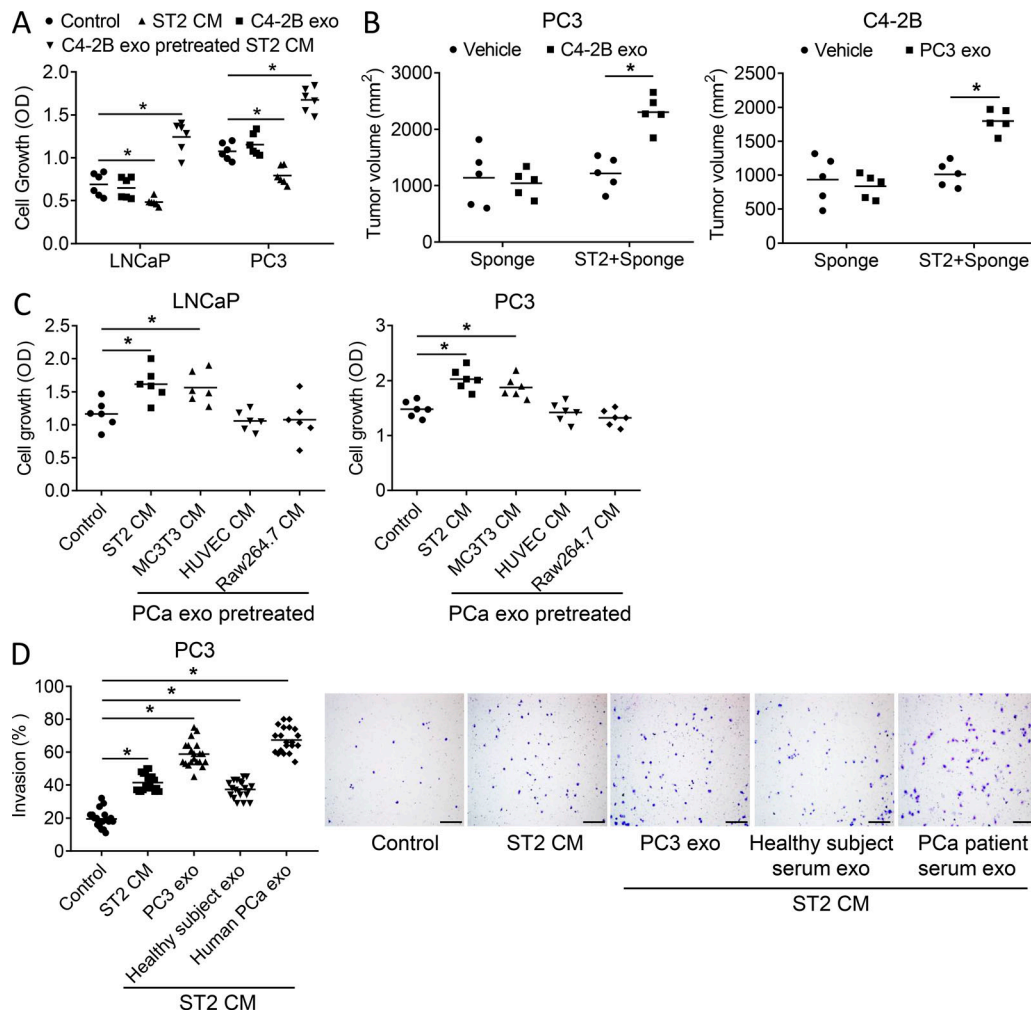 A
● Control ▲ ST2 CM ■ C4-2B exo
▼ C4-2B exo pretreated ST2 CM
Cell Growth (OD)
2.0
1.5
1.0
0.5
0.0
*
*
*
*
*
LNCaP
PC3
B
PC3
● Vehicle ■ C4-2B exo
Tumor volume (mm²)
3000
2000
1000
0
*
Sponge
ST2+Sponge
C4-2B
● Vehicle ■ PC3 exo
Tumor volume (mm²)
2500
2000
1500
1000
500
0
*
Sponge
ST2+Sponge
C
LNCaP
Cell growth (OD)
2.5
2.0
1.5
1.0
0.5
0.0
*
*
Control
ST2 CM
MC3T3 CM
HUVEC CM
Raw264.7 CM
PCa exo pretreated
PC3
Cell growth (OD)
3
2
1
0
*
*
Control
ST2 CM
MC3T3 CM
HUVEC CM
Raw264.7 CM
PCa exo pretreated
D
PC3
Invasion (%)
100
80
60
40
20
0
*
*
*
*
Control
ST2 CM
PC3 exo
Healthy subject exo
Human PCa exo
ST2 CM
Control
ST2 CM
PC3 exo
Healthy subject
serum exo
PCa patient
serum exo
ST2 CM